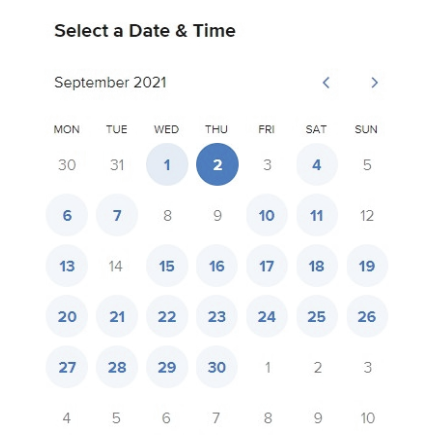 Select a Date & Time
September 2021
MON TUE WED THU FRI SAT SUN
30 31 1 2 3 4 5
6 7 8 9 10 11 12
13 14 15 16 17 18 19
20 21 22 23 24 25 26
27 28 29 30 1 2 3
4 5 6 7 8 9 10